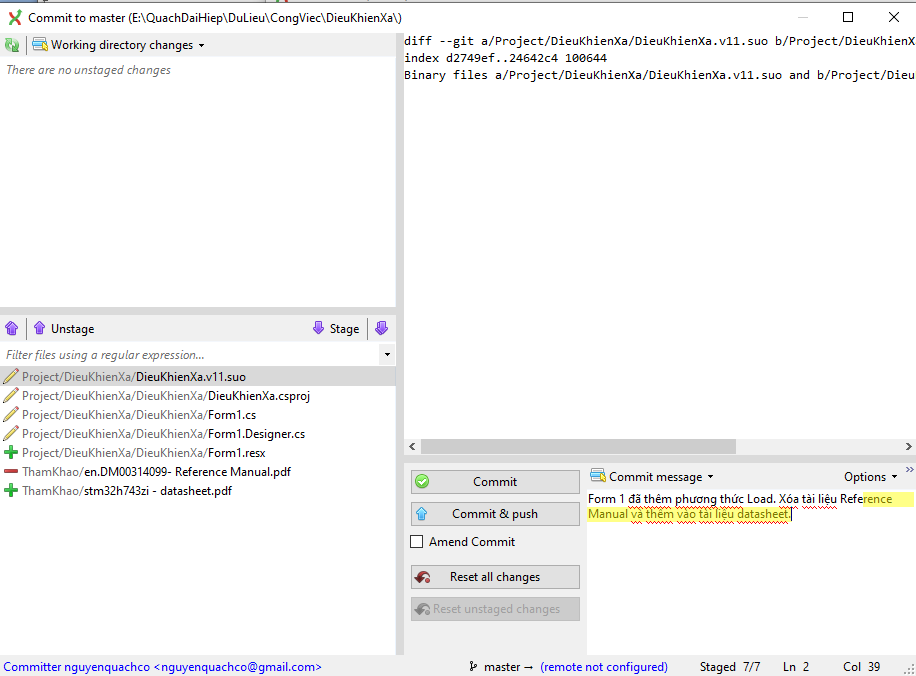 Commit to master (E:\QuachDaiHiep\DuLieu\CongViec\DieuKhienXa\)
Working directory changes
There are no unstaged changes
diff --git a/Project/DieuKhienXa/DieuKhienXa.v11.suo b/Project/DieuKhienX
index d2749ef..24642c4 100644
Binary files a/Project/DieuKhienXa/DieuKhienXa.v11.suo and b/Project/Dieu
Unstage
Stage
Filter files using a regular expression...
Project/DieuKhienXa/DieuKhienXa.v11.suo
Project/DieuKhienXa/DieuKhienXa/DieuKhienXa.csproj
Project/DieuKhienXa/DieuKhienXa/Form1.cs
Project/DieuKhienXa/DieuKhienXa/Form1.Designer.cs
Project/DieuKhienXa/DieuKhienXa/Form1.resx
ThamKhao/en.DM00314099- Reference Manual.pdf
ThamKhao/stm32h743zi - datasheet.pdf
Commit
Commit & push
Amend Commit
Reset all changes
Reset unstaged changes
Commit message
Options
Form 1 đã thêm phương thức Load. Xóa tài liệu Reference
Manual và thêm vào tài liệu datasheet.
Committer nguyenquachco <nguyenquachco@gmail.com>
master → (remote not configured)
Staged 7/7
Ln 2
Col 39